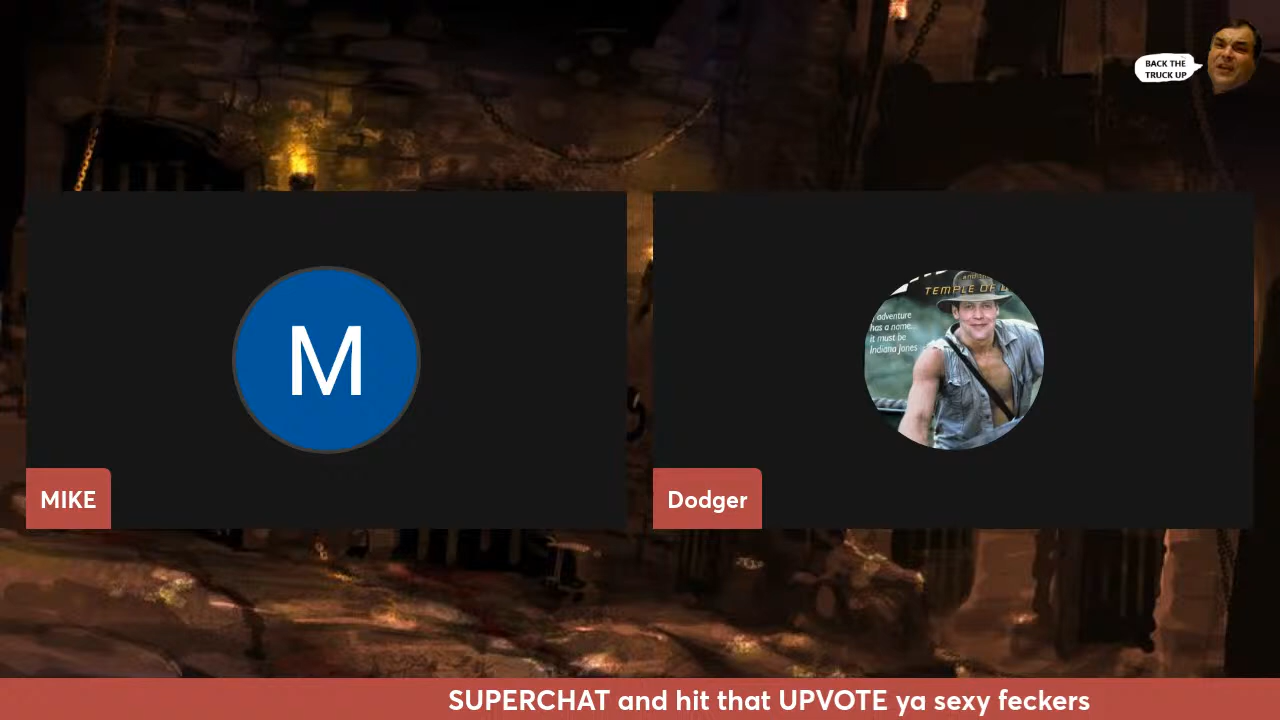 BACK THE
TRUCK UP
M
TEMPLE OF
adventure
has a name..
it must be
Indiana Jones
MIKE
Dodger
SUPERCHAT and hit that UPVOTE ya sexy feckers